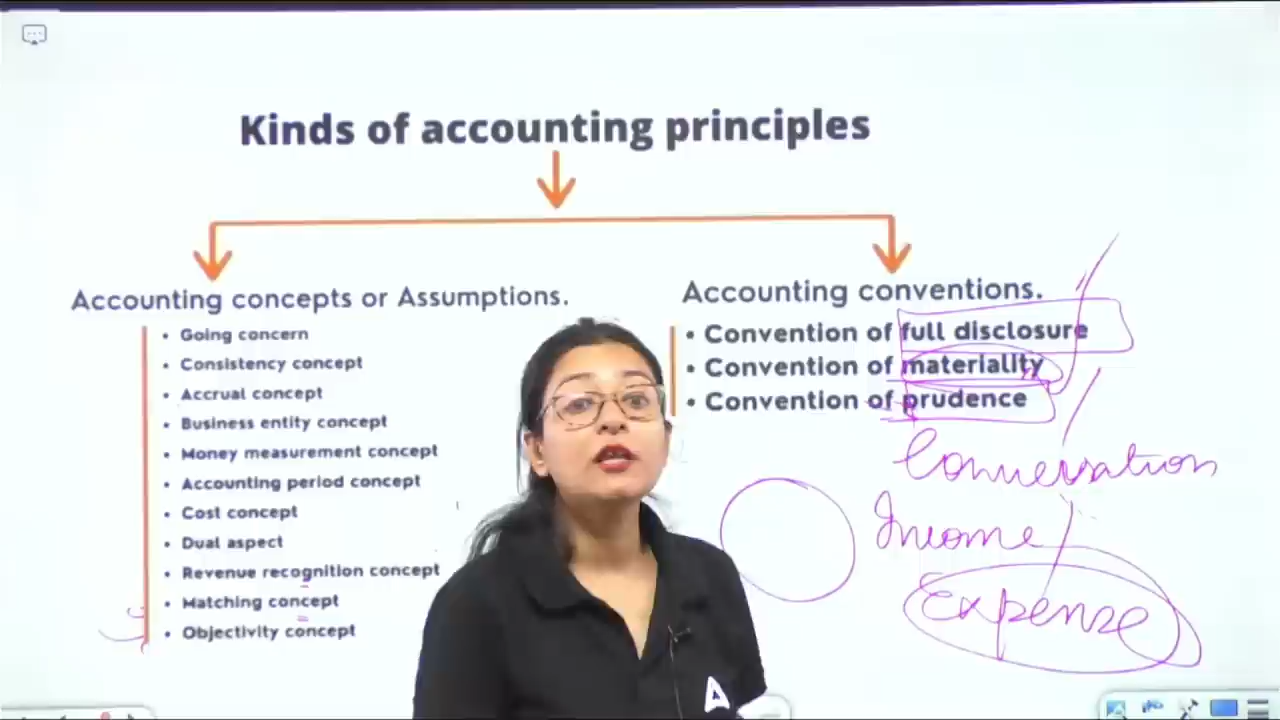 Kinds of accounting principles
Accounting concepts or Assumptions.
• Going concern
• Consistency concept
• Accrual concept
• Business entity concept
• Money measurement concept
• Accounting period concept
• Cost concept
• Dual aspect
• Revenue recognition concept
• Matching concept
• Objectivity concept
Accounting conventions.
• Convention of full disclosure
• Convention of materiality
• Convention of prudence
Conversation
Income
Expense
A